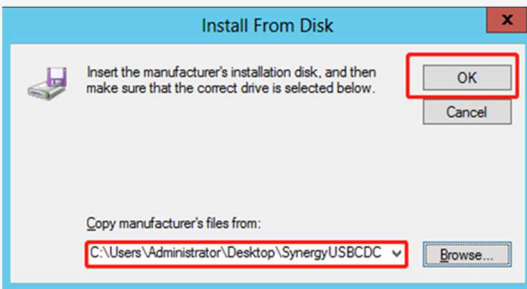 Install From Disk
x
Insert the manufacturer's installation disk, and then
make sure that the correct drive is selected below.
OK
Cancel
Copy manufacturer's files from:
C:\Users\Administrator\Desktop\SynergyUSBCDC
Browse...